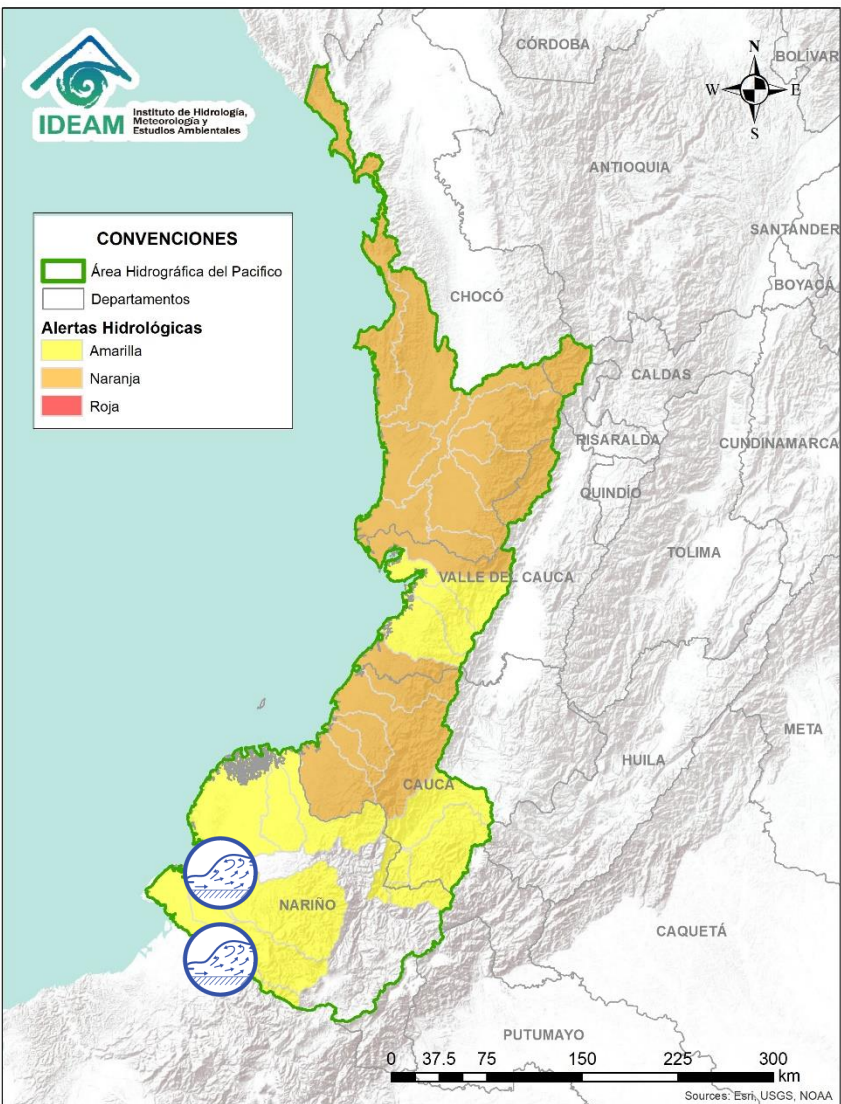 IDEAM
Instituto de Hidrología,
Meteorología y
Estudios Ambientales
CÓRDOBA
BOLÍVAR
N
W
E
S
ANTIOQUIA
SANTANDER
BOYACÁ
CONVENCIONES
Área Hidrográfica del Pacifico
Departamentos
Alertas Hidrológicas
Amarilla
Naranja
Roja
CHOCÓ
CALDAS
RISARALDA
CUNDINAMARCA
QUINDÍO
TOLIMA
VALLE DEL CAUCA
META
HUILA
CAUCA
NARIÑO
CAQUETÁ
PUTUMAYO
0 37.5 75 150 225 300
km
Sources: Esri, USGS, NOAA